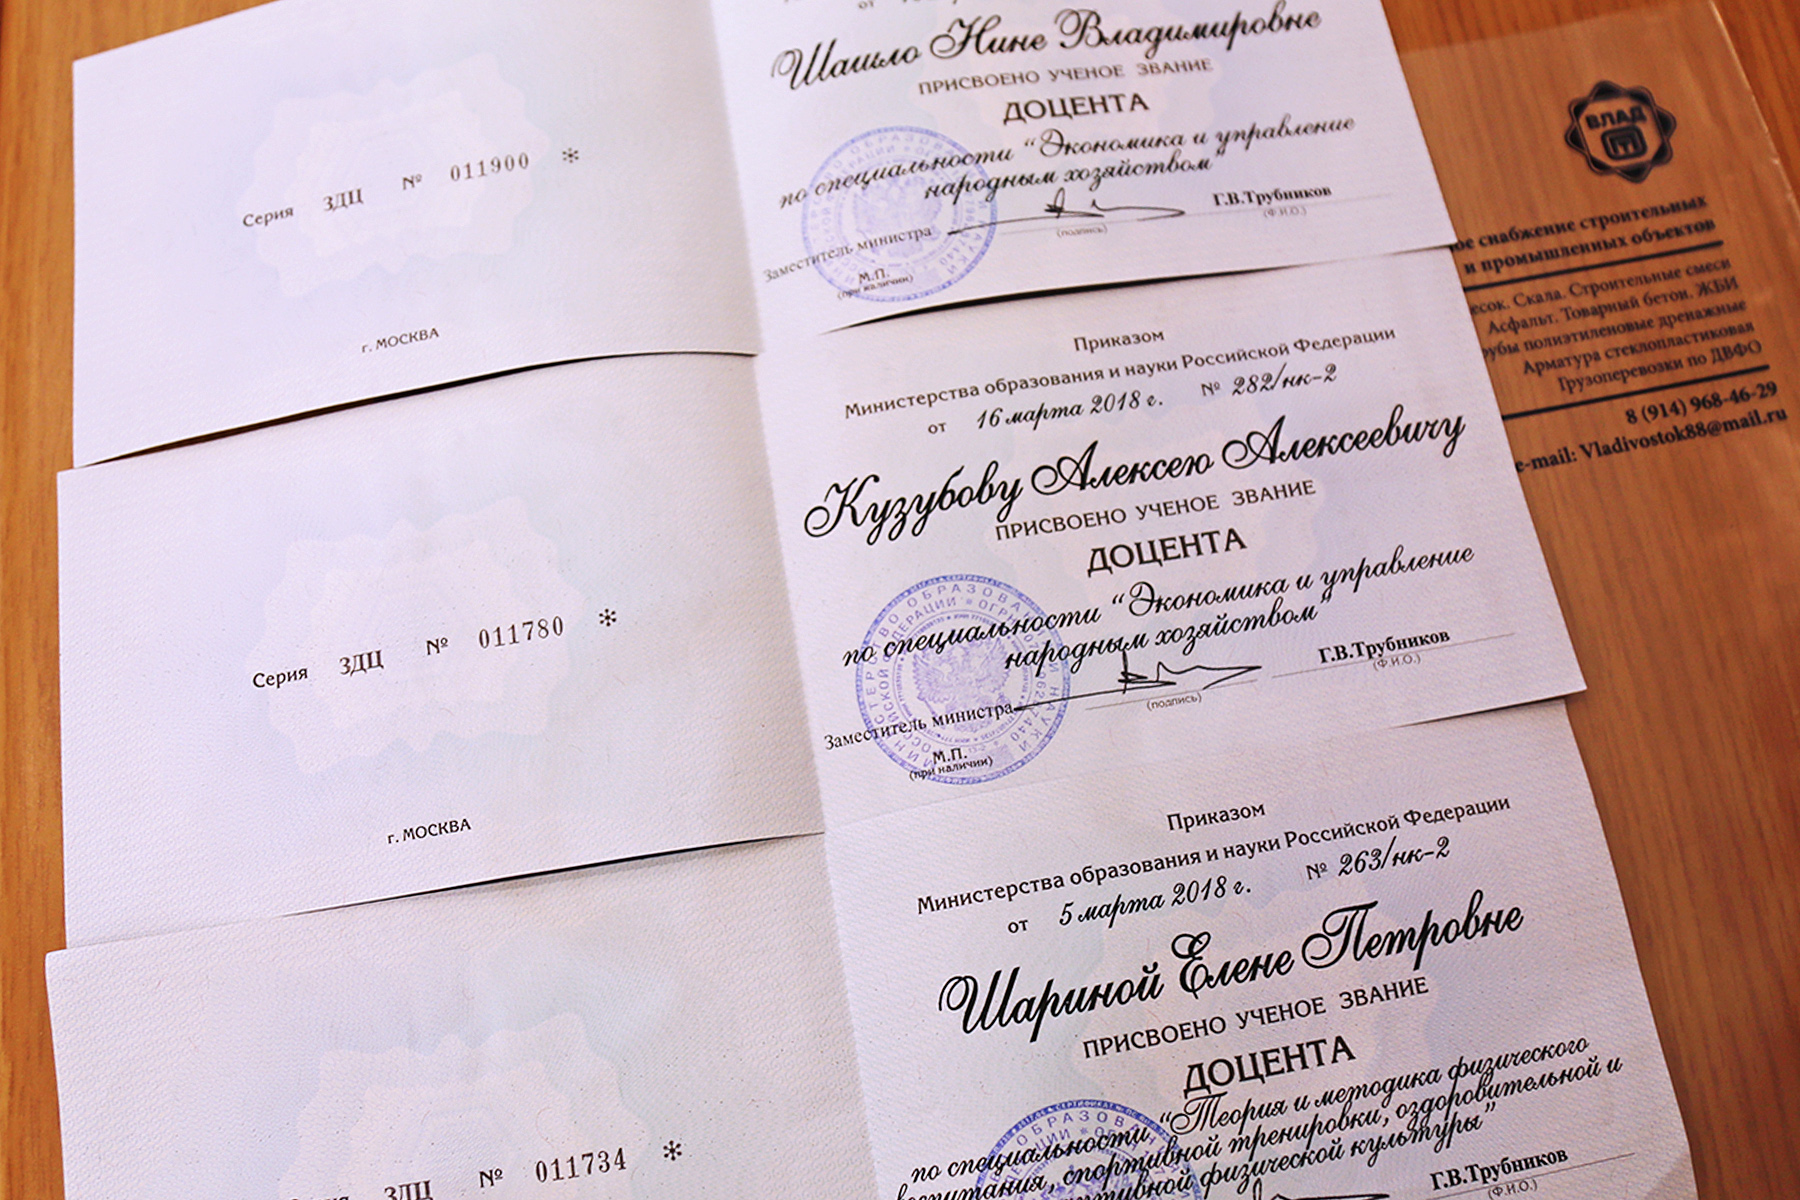 Шашло Нине Владимировне
ПРИСВОЕНО УЧЕНОЕ ЗВАНИЕ
ДОЦЕНТА
по специальности “Экономика и управление
народным хозяйством”
Г.В.Трубников
Заместитель министра
(подпись)
(Ф.И.О.)
М.П.
(при наличии)
Серия ЗДЦ № 011900 *
г. МОСКВА
Приказом
Министерства образования и науки Российской Федерации
от 16 марта 2018 г. № 282/нк-2
Кузубову Алексею Алексеевичу
ПРИСВОЕНО УЧЕНОЕ ЗВАНИЕ
ДОЦЕНТА
по специальности “Экономика и управление
народным хозяйством”
Г.В.Трубников
Заместитель министра
(подпись)
(Ф.И.О.)
М.П.
(при наличии)
Серия ЗДЦ № 011780 *
г. МОСКВА
Приказом
Министерства образования и науки Российской Федерации
от 5 марта 2018 г. № 263/нк-2
Шариной Елене Петровне
ПРИСВОЕНО УЧЕНОЕ ЗВАНИЕ
ДОЦЕНТА
по специальности “Теория и методика физического
воспитания, спортивной тренировки, оздоровительной и
физической культуры”
Г.В.Трубников
(Ф.И.О.)
ЗДЦ № 011734 *
ВЛАД
снабжение строительных
и промышленных объектов
Скала. Строительные смеси
Асфальт. Товарный бетон. ЖБИ
полиэтиленовые дренажные
Арматура стеклопластиковая
Грузоперевозки по ДВФО
8 (914) 968-46-29
e-mail: Vladivostok88@mail.ru